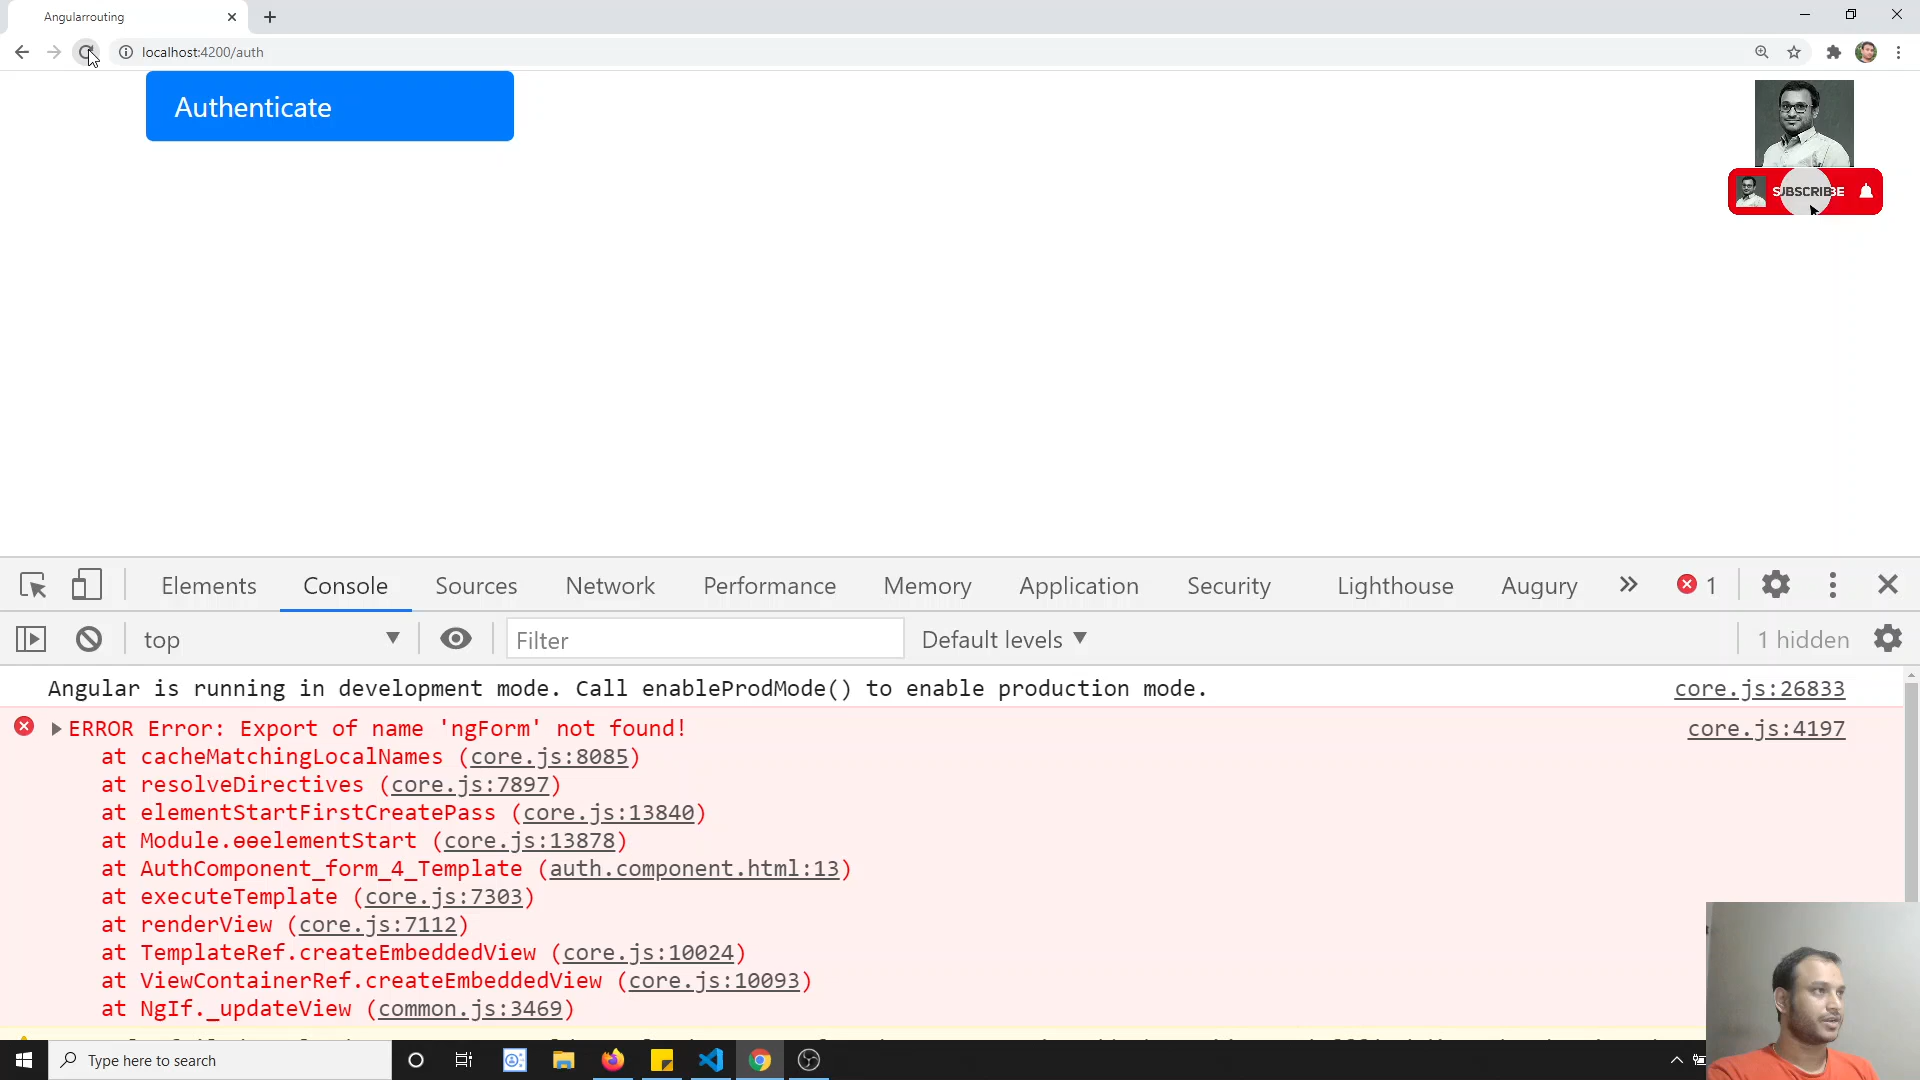 Angularrouting
localhost:4200/auth
Authenticate
SUBSCRIBE
Elements Console Sources Network Performance Memory Application Security Lighthouse Augury 1
top Filter Default levels 1 hidden
Angular is running in development mode. Call enableProdMode() to enable production mode. core.js:26833
ERROR Error: Export of name 'ngForm' not found! core.js:4197
at cacheMatchingLocalNames (core.js:8085)
at resolveDirectives (core.js:7897)
at elementStartFirstCreatePass (core.js:13840)
at Module.ɵɵelementStart (core.js:13878)
at AuthComponent_form_4_Template (auth.component.html:13)
at executeTemplate (core.js:7303)
at renderView (core.js:7112)
at TemplateRef.createEmbeddedView (core.js:10024)
at ViewContainerRef.createEmbeddedView (core.js:10093)
at NgIf._updateView (common.js:3469)
Type here to search